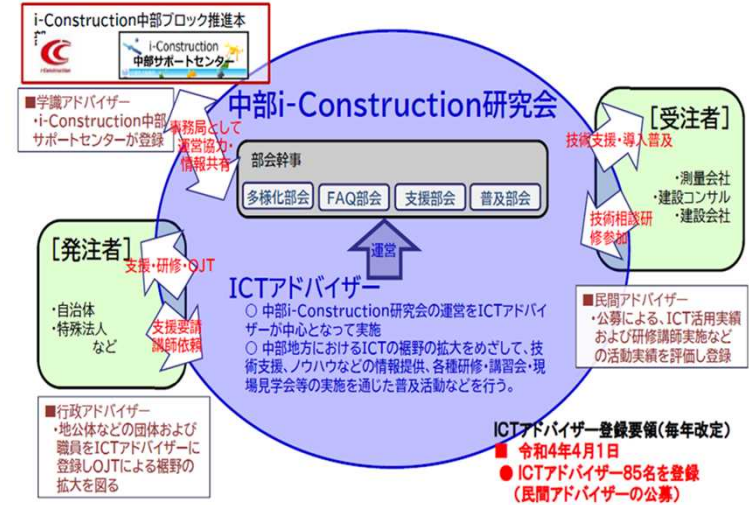 i-Construction中部ブロック推進本
部
i-Construction
i-Construction
中部サポートセンター
■学識アドバイザー
・i-Construction中部
サポートセンターが登録
事務局として
運営協力・
情報共有
中部i-Construction研究会
部会幹事
多様化部会
FAQ部会
支援部会
普及部会
運営
[受注者]
技術支援・導入普及
・測量会社
・建設コンサル
・建設会社
技術相談研
修参加
[発注者]
支援・研修・OJT
・自治体
・特殊法人
など
支援要請
講師依頼
ICTアドバイザー
○ 中部i-Construction研究会の運営をICTアドバイ
ザーが中心となって実施
○ 中部地方におけるICTの裾野の拡大をめざして、技
術支援、ノウハウなどの情報提供、各種研修・講習会・現
場見学会等の実施を通じた普及活動などを行う。
■民間アドバイザー
・公募による、ICT活用実績
および研修講師実施など
の活動実績を評価し登録
■行政アドバイザー
・地公体などの団体および
職員をICTアドバイザーに
登録しOJTによる裾野の
拡大を図る
ICTアドバイザー登録要領(毎年改定)
■ 令和4年4月1日
● ICTアドバイザー85名を登録
(民間アドバイザーの公募)